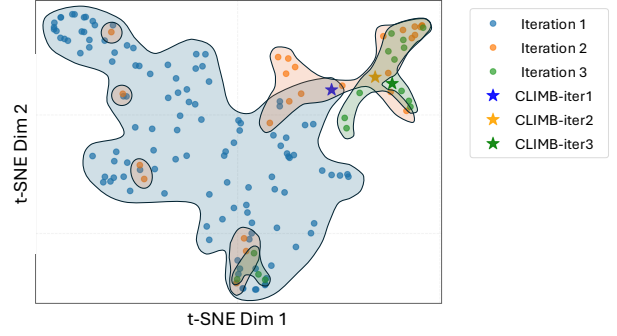 Iteration 1
Iteration 2
Iteration 3
CLIMB-iter1
CLIMB-iter2
CLIMB-iter3
t-SNE Dim 2
t-SNE Dim 1